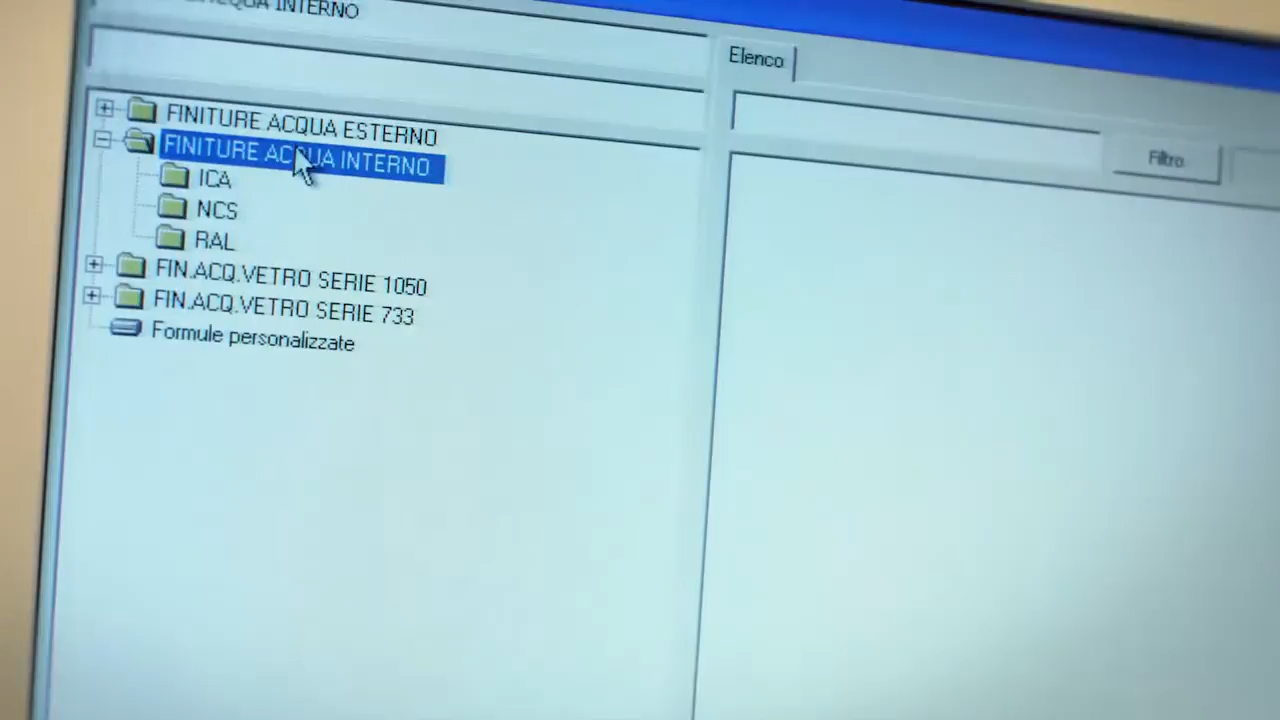 ACQUA INTERNO
Elenco
Filtro
FINITURE ACQUA ESTERNO
FINITURE ACQUA INTERNO
ICA
NCS
RAL
FIN.ACQ.VETRO SERIE 1050
FIN.ACQ.VETRO SERIE 733
Formule personalizzate